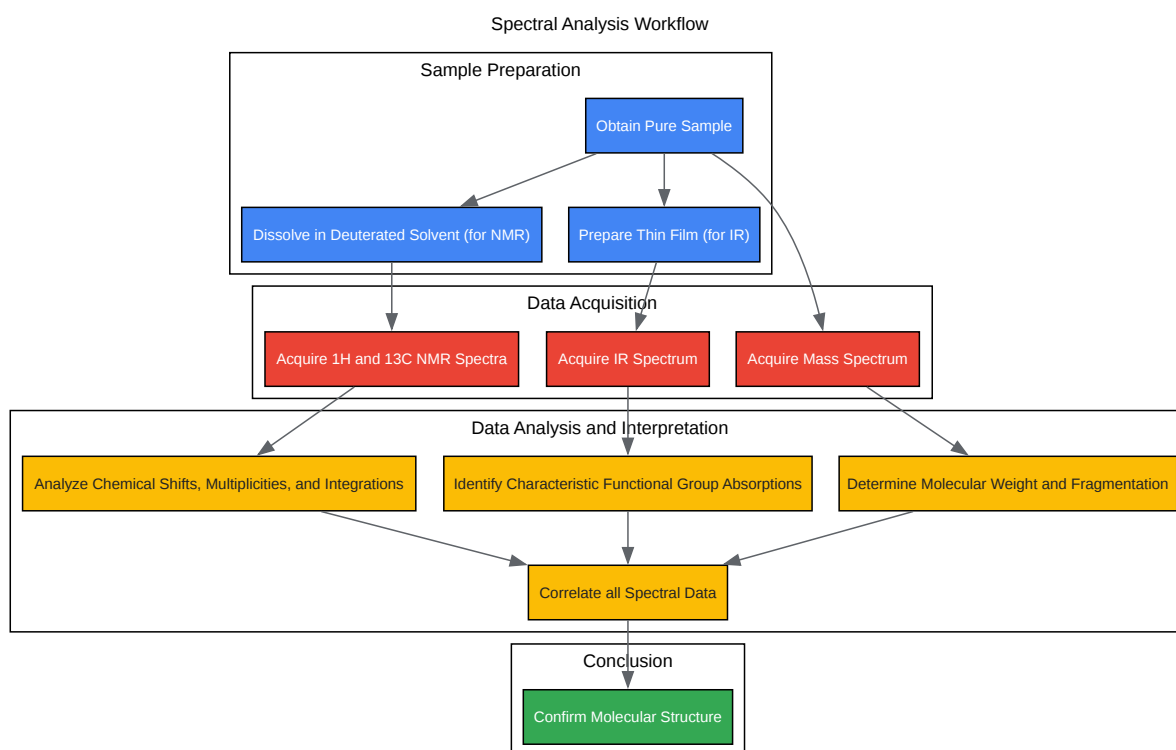 Spectral Analysis Workflow
Sample Preparation
Obtain Pure Sample
Dissolve in Deuterated Solvent (for NMR)
Prepare Thin Film (for IR)
Data Acquisition
Acquire 1H and 13C NMR Spectra
Acquire IR Spectrum
Acquire Mass Spectrum
Data Analysis and Interpretation
Analyze Chemical Shifts, Multiplicities, and Integrations
Identify Characteristic Functional Group Absorptions
Determine Molecular Weight and Fragmentation
Correlate all Spectral Data
Conclusion
Confirm Molecular Structure